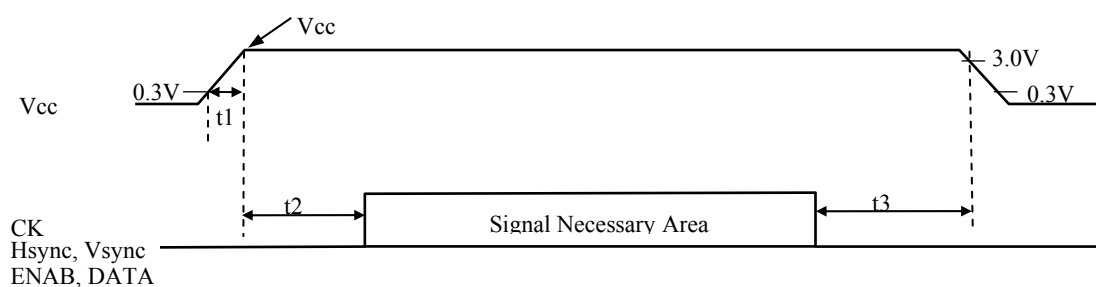 Vcc
3.0V
0.3V
0.3V
Vcc
t1
t2
t3
Signal Necessary Area
CK
Hsync, Vsync
ENAB, DATA